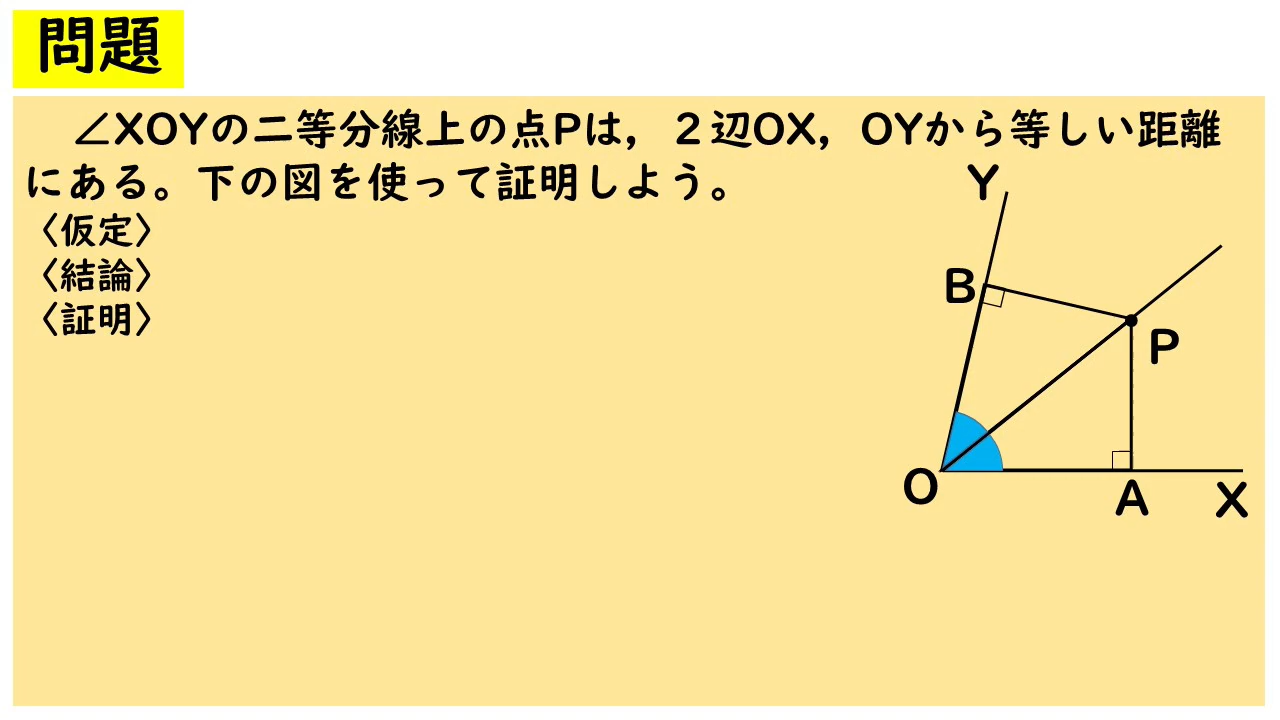 問題
∠XOYの二等分線上の点Pは，２辺OX，OYから等しい距離
にある。下の図を使って証明しよう。
〈仮定〉
〈結論〉
〈証明〉
Y
B
P
O
A
X